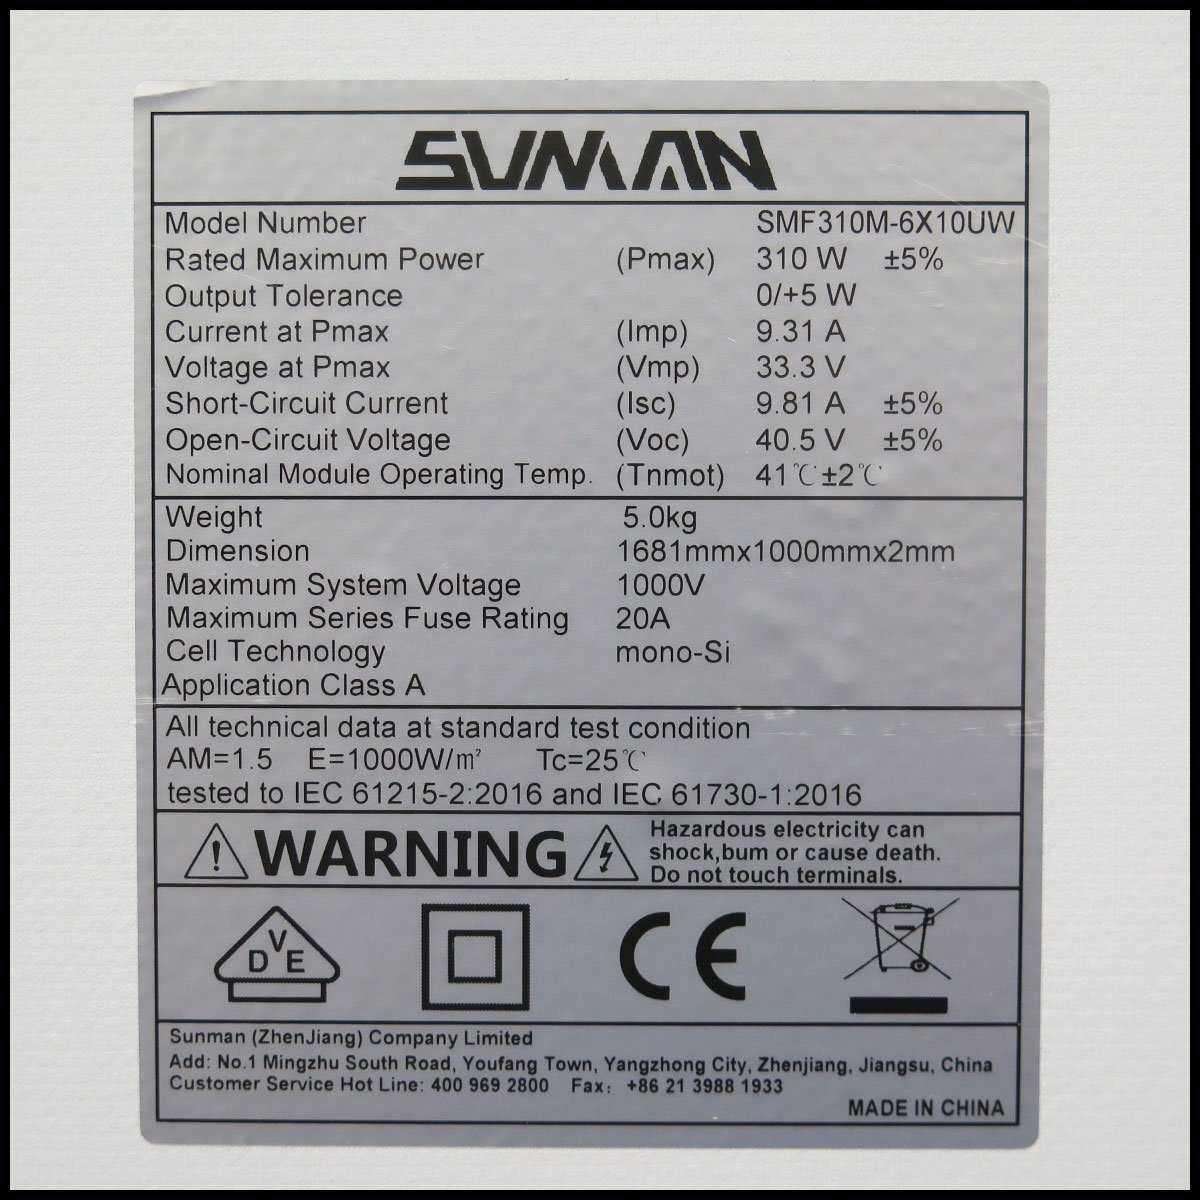 SUNMAN
Model Number SMF310M-6X10UW
Rated Maximum Power (Pmax) 310 W ±5%
Output Tolerance 0/+5 W
Current at Pmax (Imp) 9.31 A
Voltage at Pmax (Vmp) 33.3 V
Short-Circuit Current (Isc) 9.81 A ±5%
Open-Circuit Voltage (Voc) 40.5 V ±5%
Nominal Module Operating Temp. (Tnmot) 41℃±2℃
Weight 5.0kg
Dimension 1681mmx1000mmx2mm
Maximum System Voltage 1000V
Maximum Series Fuse Rating 20A
Cell Technology mono-Si
Application Class A
All technical data at standard test condition
AM=1.5 E=1000W/m² Tc=25℃
tested to IEC 61215-2:2016 and IEC 61730-1:2016
WARNING
Hazardous electricity can
shock,bum or cause death.
Do not touch terminals.
DVE CE
Sunman (ZhenJiang) Company Limited
Add: No.1 Mingzhu South Road, Youfang Town, Yangzhong City, Zhenjiang, Jiangsu, China
Customer Service Hot Line: 400 969 2800 Fax: +86 21 3988 1933
MADE IN CHINA